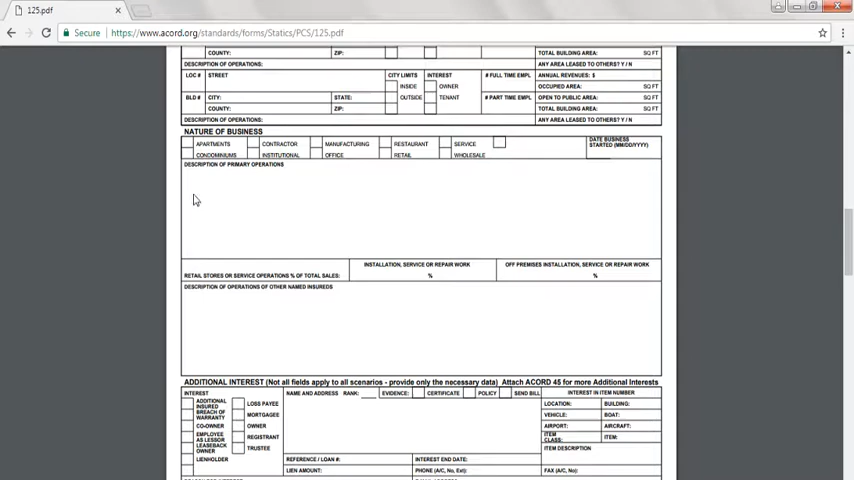 125.pdf
Secure https://www.acord.org/standards/forms/Statics/PCS/125.pdf
COUNTY: ZIP: TOTAL BUILDING AREA: SQ FT
DESCRIPTION OF OPERATIONS: ANY AREA LEASED TO OTHERS? Y / N
LOC # STREET CITY LIMITS INTEREST # FULL TIME EMPL ANNUAL REVENUES: $
INSIDE OWNER OCCUPIED AREA: SQ FT
BLD # CITY: STATE: OUTSIDE TENANT # PART TIME EMPL OPEN TO PUBLIC AREA: SQ FT
COUNTY: ZIP: TOTAL BUILDING AREA: SQ FT
DESCRIPTION OF OPERATIONS: ANY AREA LEASED TO OTHERS? Y / N
NATURE OF BUSINESS
APARTMENTS CONTRACTOR MANUFACTURING RESTAURANT SERVICE DATE BUSINESS STARTED (MM/DD/YYYY)
CONDOMINIUMS INSTITUTIONAL OFFICE RETAIL WHOLESALE
DESCRIPTION OF PRIMARY OPERATIONS
INSTALLATION, SERVICE OR REPAIR WORK OFF PREMISES INSTALLATION, SERVICE OR REPAIR WORK
RETAIL STORES OR SERVICE OPERATIONS % OF TOTAL SALES: % %
DESCRIPTION OF OPERATIONS OF OTHER NAMED INSUREDS
ADDITIONAL INTEREST (Not all fields apply to all scenarios - provide only the necessary data) Attach ACORD 45 for more Additional Interests
INTEREST NAME AND ADDRESS RANK: EVIDENCE: CERTIFICATE POLICY SEND BILL INTEREST IN ITEM NUMBER
ADDITIONAL INSURED LOSS PAYEE LOCATION: BUILDING:
BREACH OF WARRANTY MORTGAGEE VEHICLE: BOAT:
CO-OWNER OWNER AIRPORT: AIRCRAFT:
EMPLOYEE AS LESSOR REGISTRANT ITEM CLASS: ITEM:
LEASEBACK OWNER TRUSTEE ITEM DESCRIPTION
LIENHOLDER REFERENCE / LOAN #: INTEREST END DATE:
LIEN AMOUNT: PHONE (A/C, No, Ext): FAX (A/C, No):